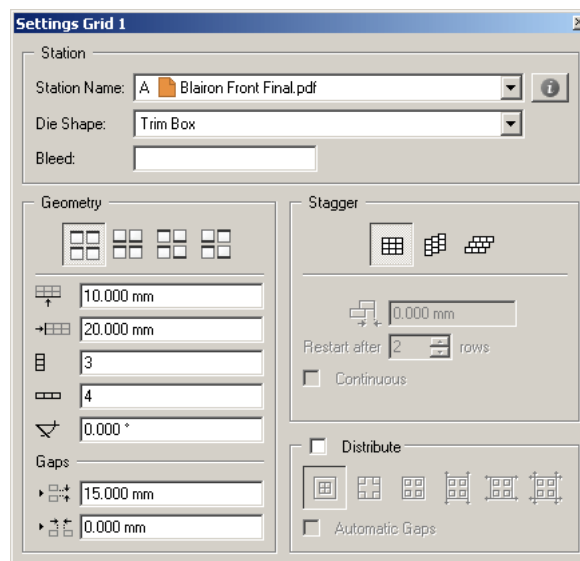 Settings Grid 1
Station
Station Name: A Blairon Front Final.pdf
Die Shape: Trim Box
Bleed:
Geometry
10.000 mm
20.000 mm
3
4
0.000 °
Gaps
15.000 mm
0.000 mm
Stagger
0.000 mm
Restart after 2 rows
Continuous
Distribute
Automatic Gaps